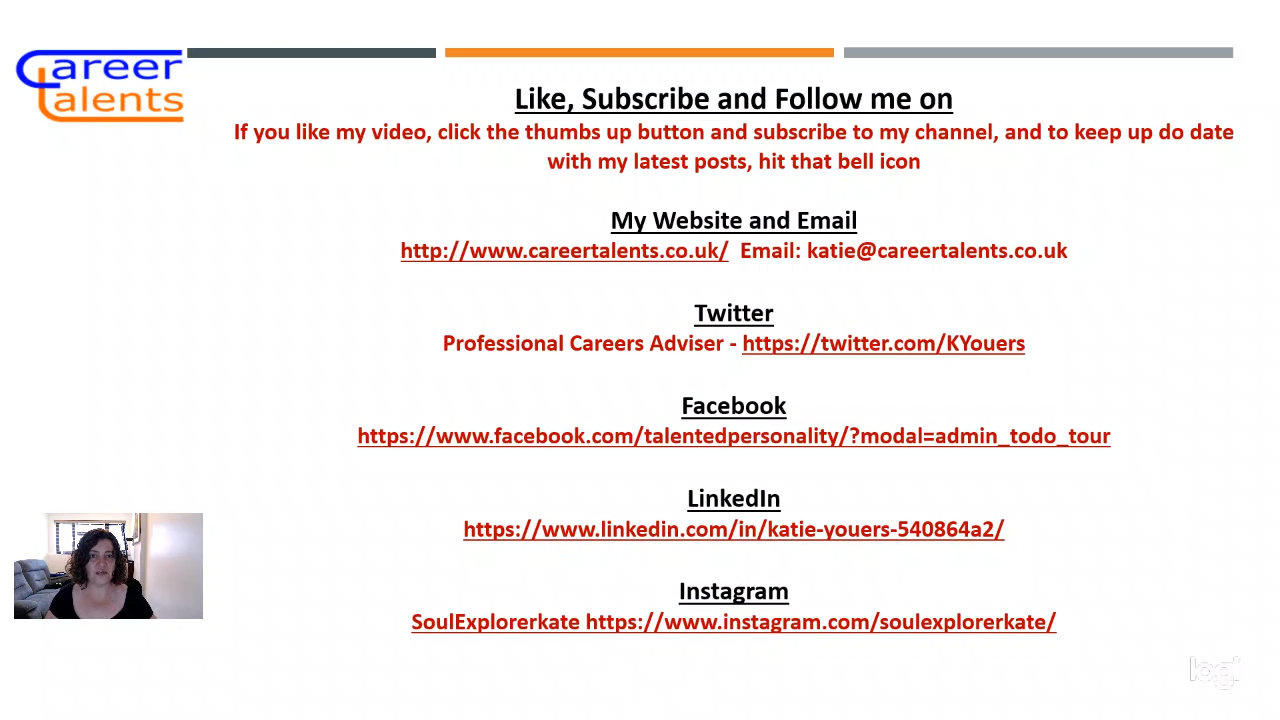 Career
Talents
Like, Subscribe and Follow me on
If you like my video, click the thumbs up button and subscribe to my channel, and to keep up do date
with my latest posts, hit that bell icon
My Website and Email
http://www.careertalents.co.uk/ Email: katie@careertalents.co.uk
Twitter
Professional Careers Adviser - https://twitter.com/KYouers
Facebook
https://www.facebook.com/talentedpersonality/?modal=admin_todo_tour
LinkedIn
https://www.linkedin.com/in/katie-youers-540864a2/
Instagram
SoulExplorerkate https://www.instagram.com/soulexplorerkate/
logi